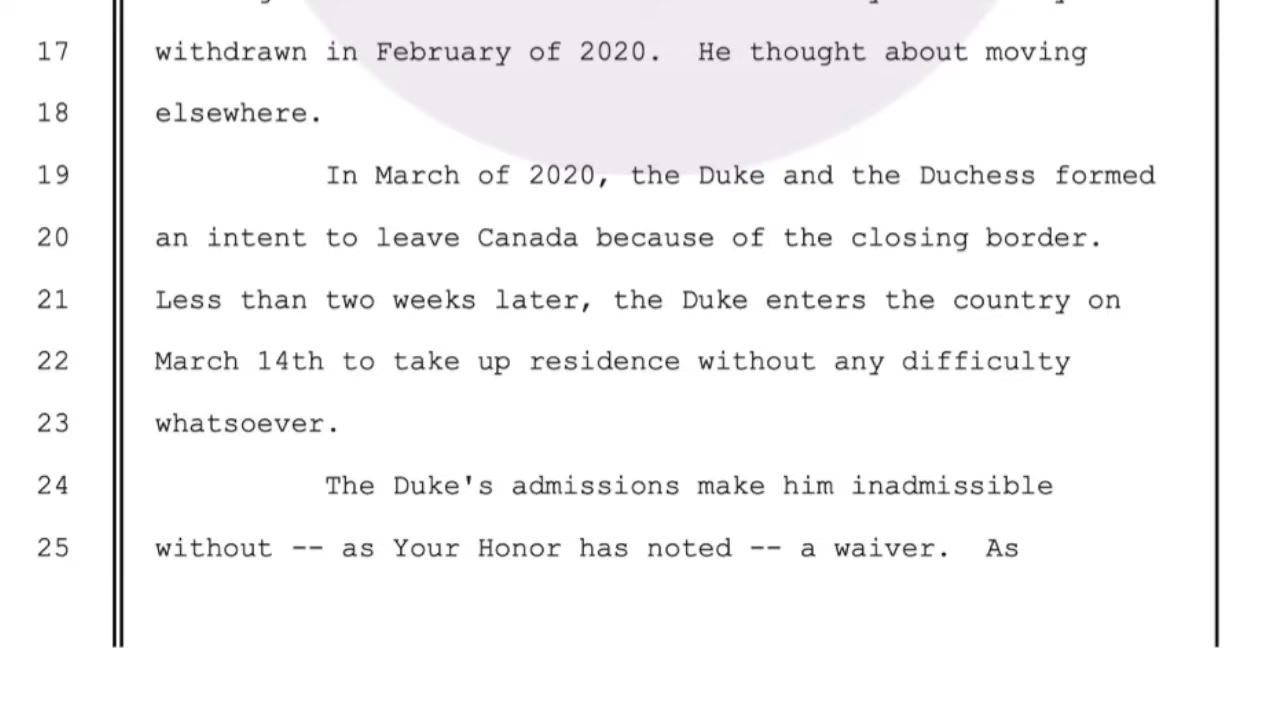 17 withdrawn in February of 2020. He thought about moving
18 elsewhere.
19 In March of 2020, the Duke and the Duchess formed
20 an intent to leave Canada because of the closing border.
21 Less than two weeks later, the Duke enters the country on
22 March 14th to take up residence without any difficulty
23 whatsoever.
24 The Duke's admissions make him inadmissible
25 without -- as Your Honor has noted -- a waiver. As